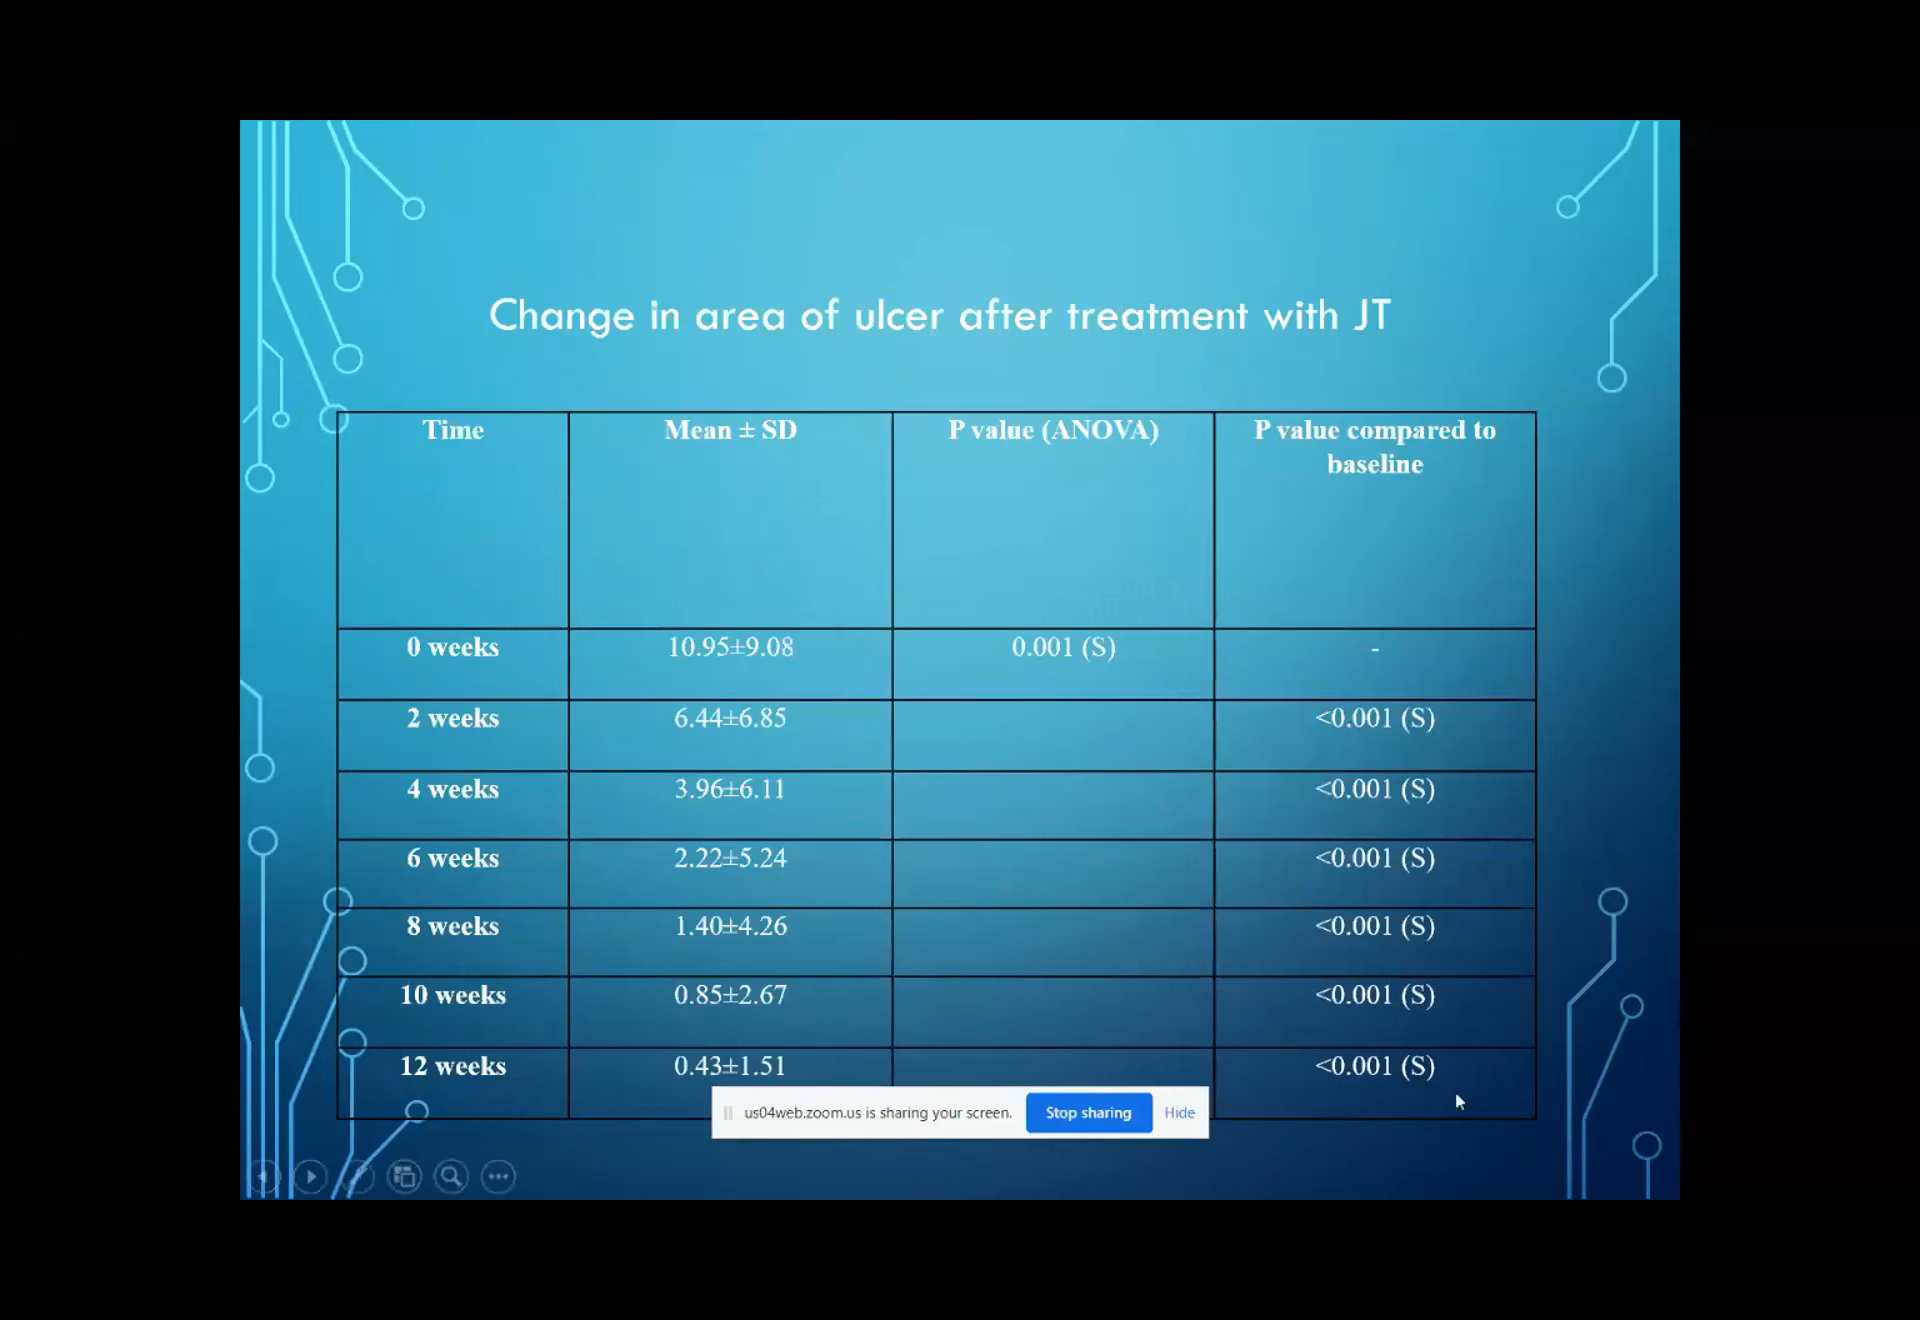 Change in area of ulcer after treatment with JT
Time Mean ± SD P value (ANOVA) P value compared to
baseline
0 weeks 10.95±9.08 0.001 (S) -
2 weeks 6.44±6.85 <0.001 (S)
4 weeks 3.96±6.11 <0.001 (S)
6 weeks 2.22±5.24 <0.001 (S)
8 weeks 1.40±4.26 <0.001 (S)
10 weeks 0.85±2.67 <0.001 (S)
12 weeks 0.43±1.51 <0.001 (S)
us04web.zoom.us is sharing your screen. Stop sharing Hide